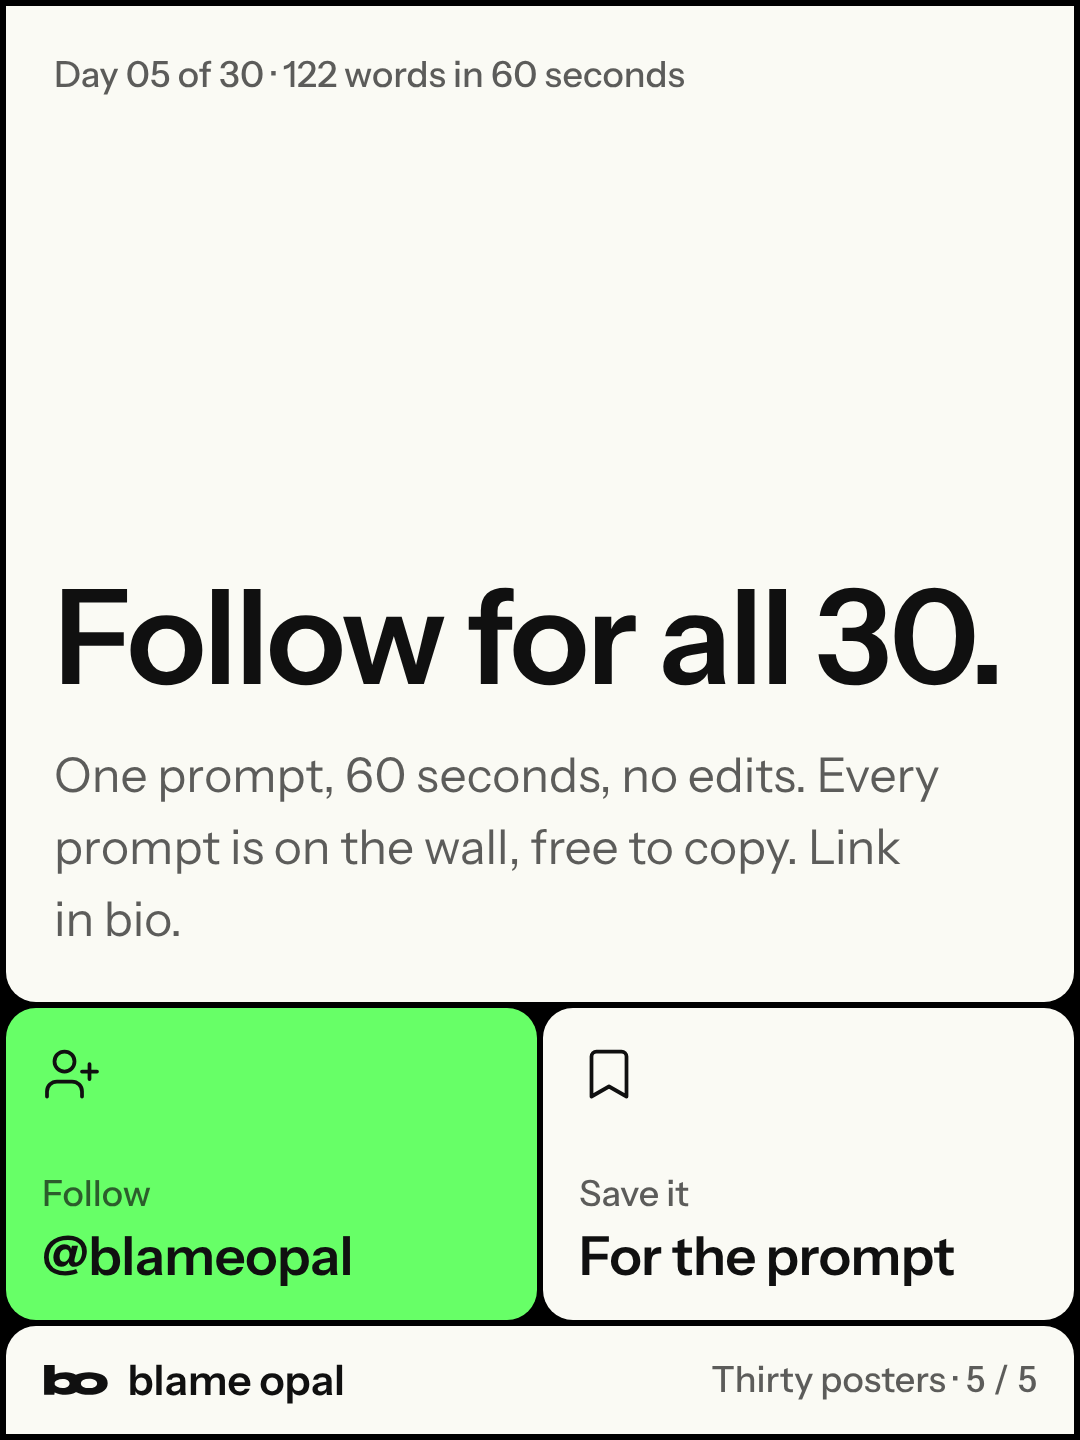 Day 05 of 30 · 122 words in 60 seconds
Follow for all 30.
One prompt, 60 seconds, no edits. Every
prompt is on the wall, free to copy. Link
in bio.
Follow
@blameopal
Save it
For the prompt
bo blame opal
Thirty posters · 5 / 5